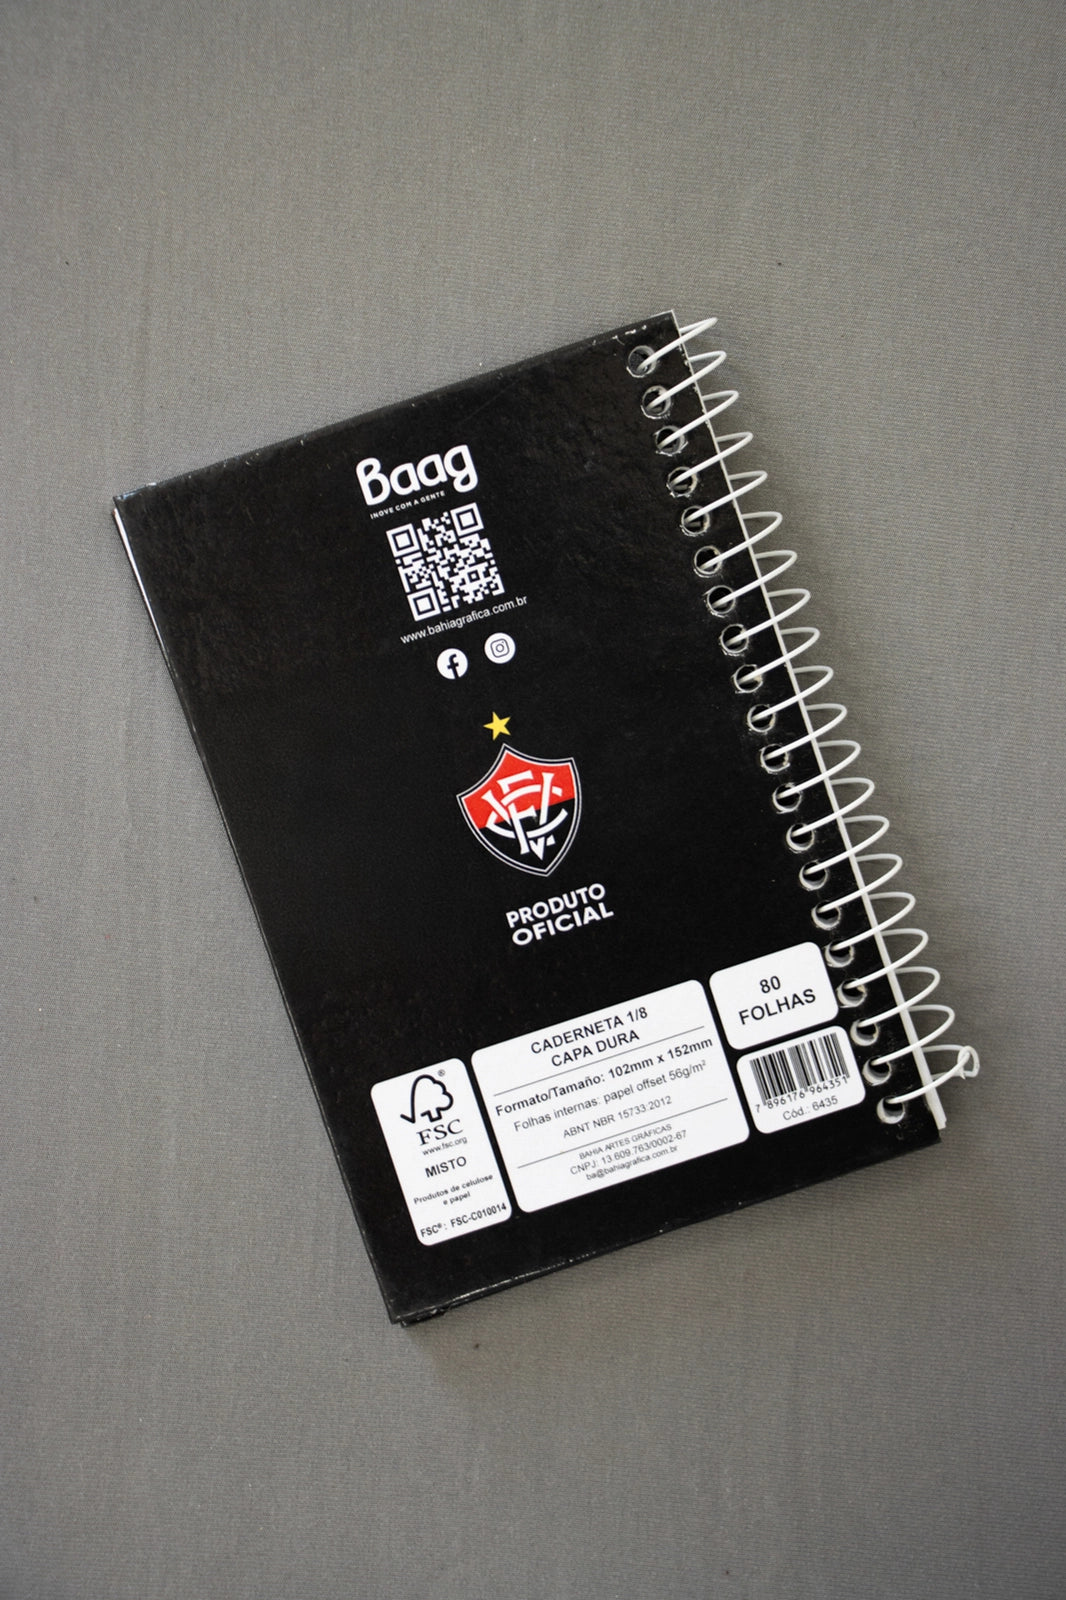 Baag
INOVE COM A GENTE
www.bahiagrafica.com.br
PRODUTO
OFICIAL
80
FOLHAS
CADERNETA 1/8
CAPA DURA
Formato/Tamaño: 102mm x 152mm
Folhas internas: papel offset 56g/m²
ABNT NBR 15733:2012
BAHIA ARTES GRÁFICAS
CNPJ: 13.609.763/0002-67
ba@bahiagrafica.com.br
7 896176 964351
Cód.: 6435
FSC
www.fsc.org
MISTO
Produtos de celulose
e papel
FSC® : FSC-C010014